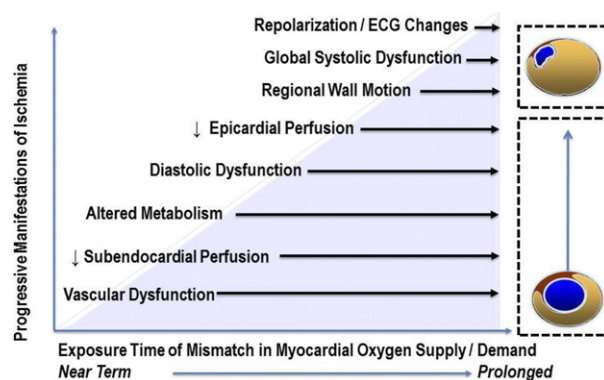 Progressive Manifestations of Ischemia
Repolarization / ECG Changes
Global Systolic Dysfunction
Regional Wall Motion
↓ Epicardial Perfusion
Diastolic Dysfunction
Altered Metabolism
↓ Subendocardial Perfusion
Vascular Dysfunction
Exposure Time of Mismatch in Myocardial Oxygen Supply / Demand
Near Term
Prolonged